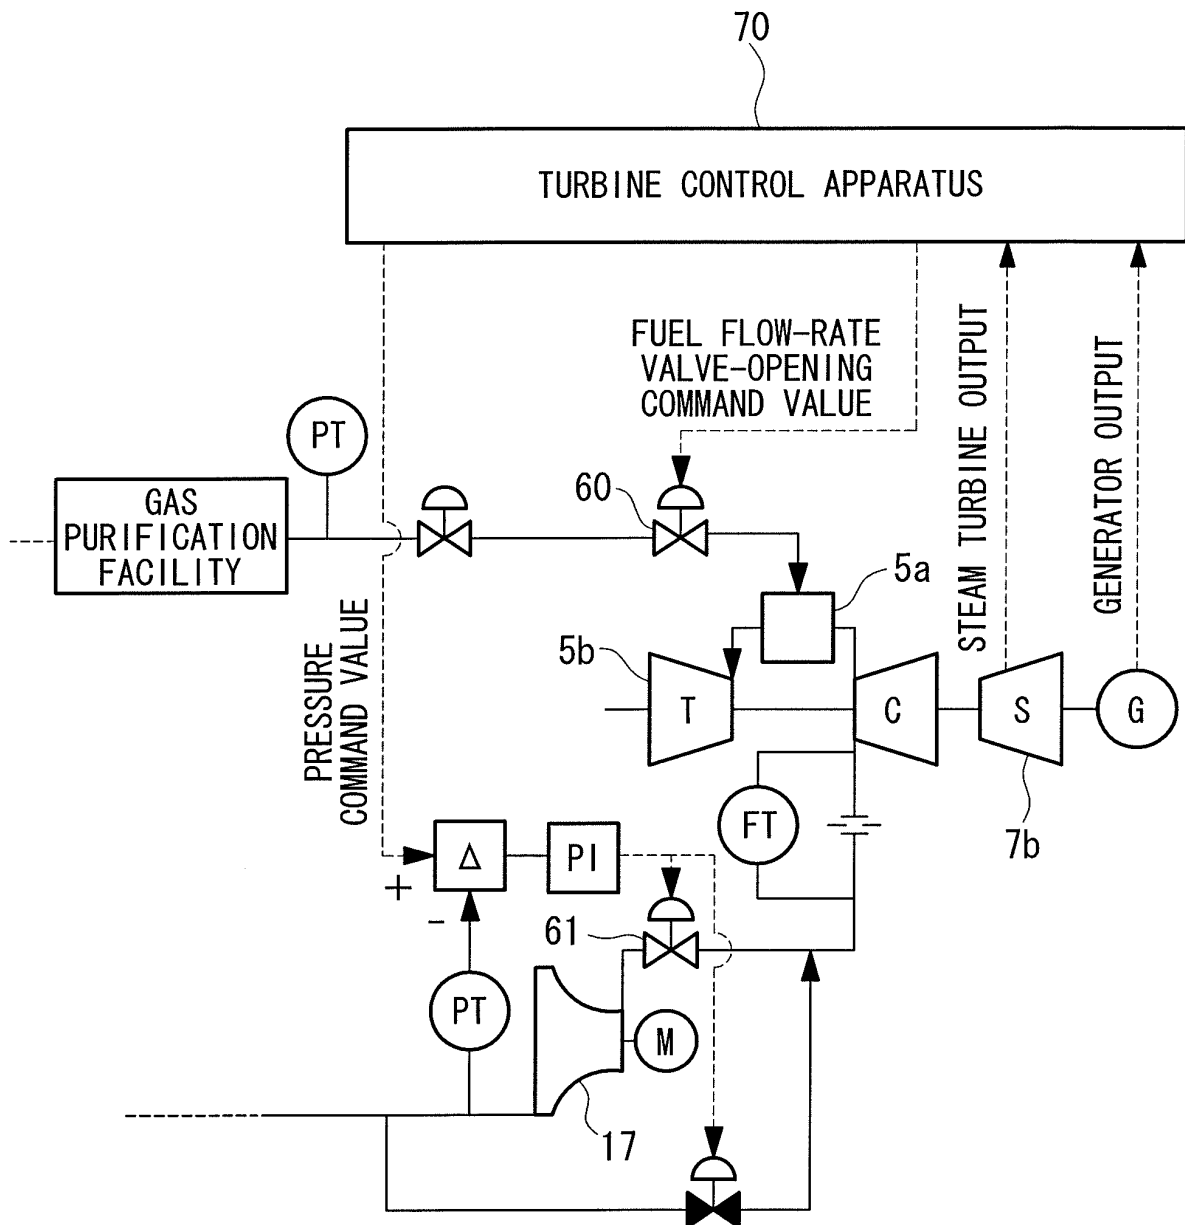 70
TURBINE CONTROL APPARATUS
FUEL FLOW-RATE
VALVE-OPENING
COMMAND VALUE
STEAM TURBINE OUTPUT
GENERATOR OUTPUT
PT
60
GAS
PURIFICATION
FACILITY
5a
5b
PRESSURE
COMMAND VALUE
T
C
S
G
7b
FT
Δ
PI
+
-
61
PT
M
17